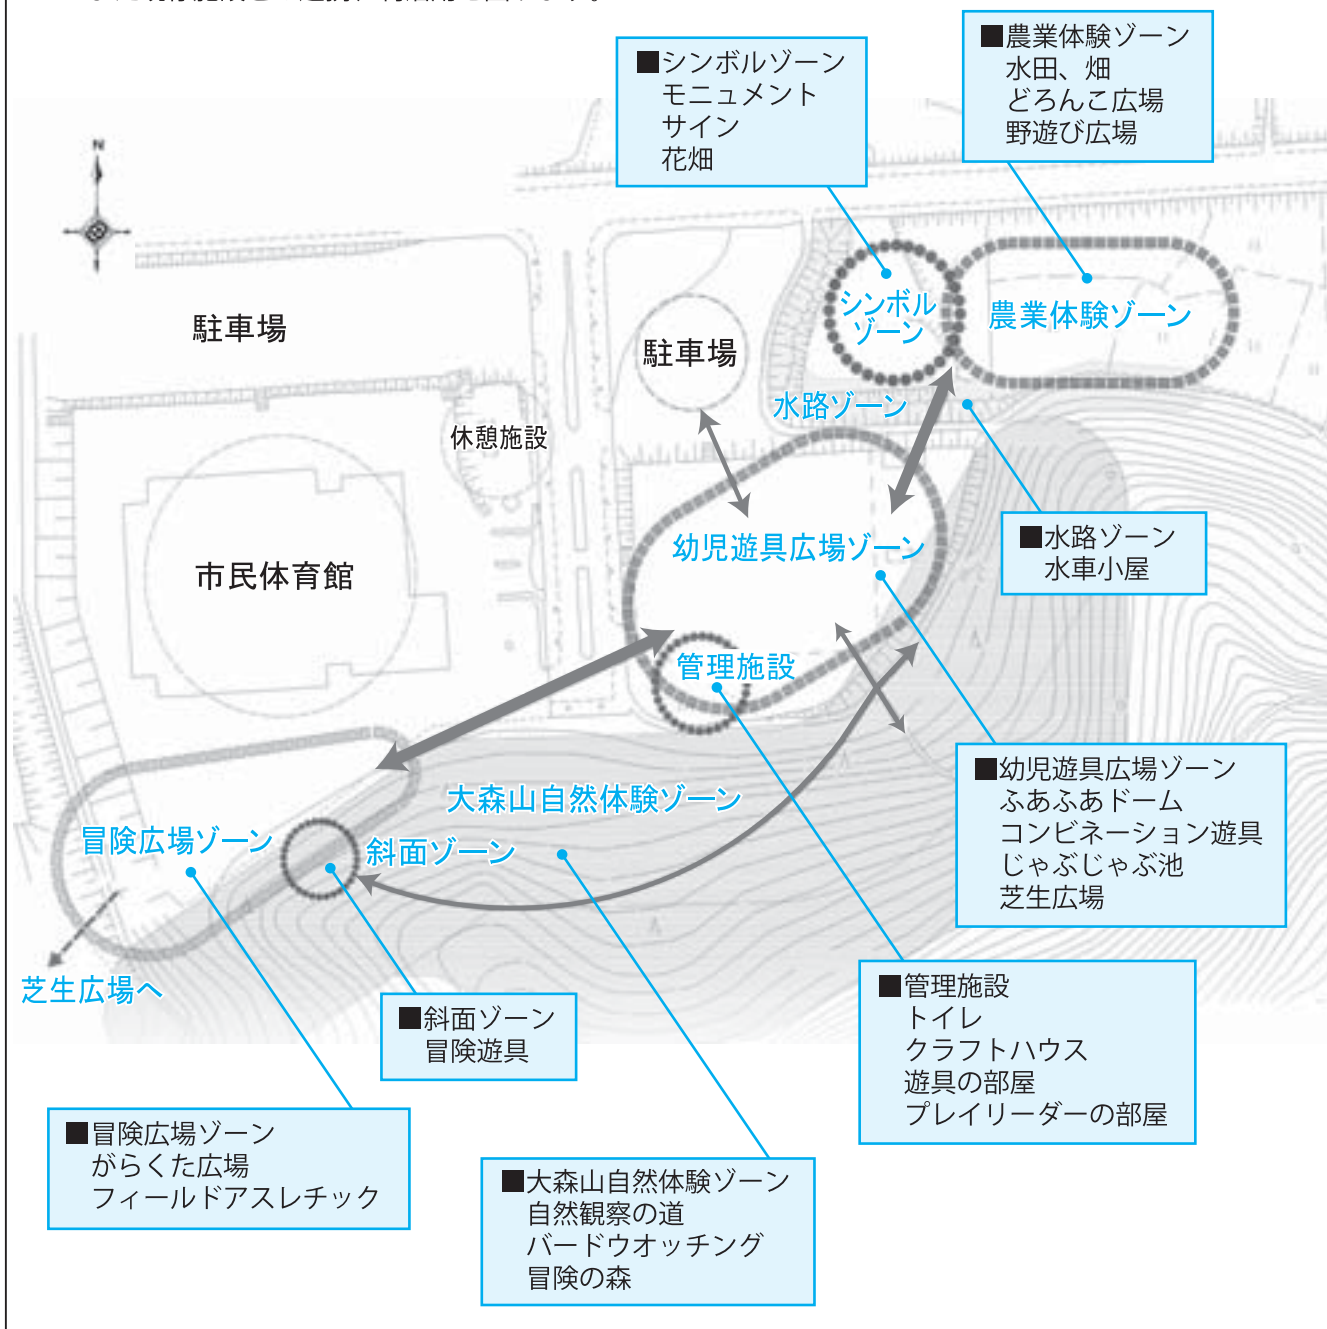 ■シンボルゾーン
モニュメント
サイン
花畑
■農業体験ゾーン
水田、畑
どろんこ広場
野遊び広場
N
駐車場
駐車場
シンボル
ゾーン
農業体験ゾーン
水路ゾーン
休憩施設
市民体育館
幼児遊具広場ゾーン
■水路ゾーン
水車小屋
管理施設
大森山自然体験ゾーン
冒険広場ゾーン
斜面ゾーン
芝生広場へ
■幼児遊具広場ゾーン
ふあふあドーム
コンビネーション遊具
じゃぶじゃぶ池
芝生広場
■管理施設
トイレ
クラフトハウス
遊具の部屋
プレイリーダーの部屋
■斜面ゾーン
冒険遊具
■冒険広場ゾーン
がらくた広場
フィールドアスレチック
■大森山自然体験ゾーン
自然観察の道
バードウオッチング
冒険の森